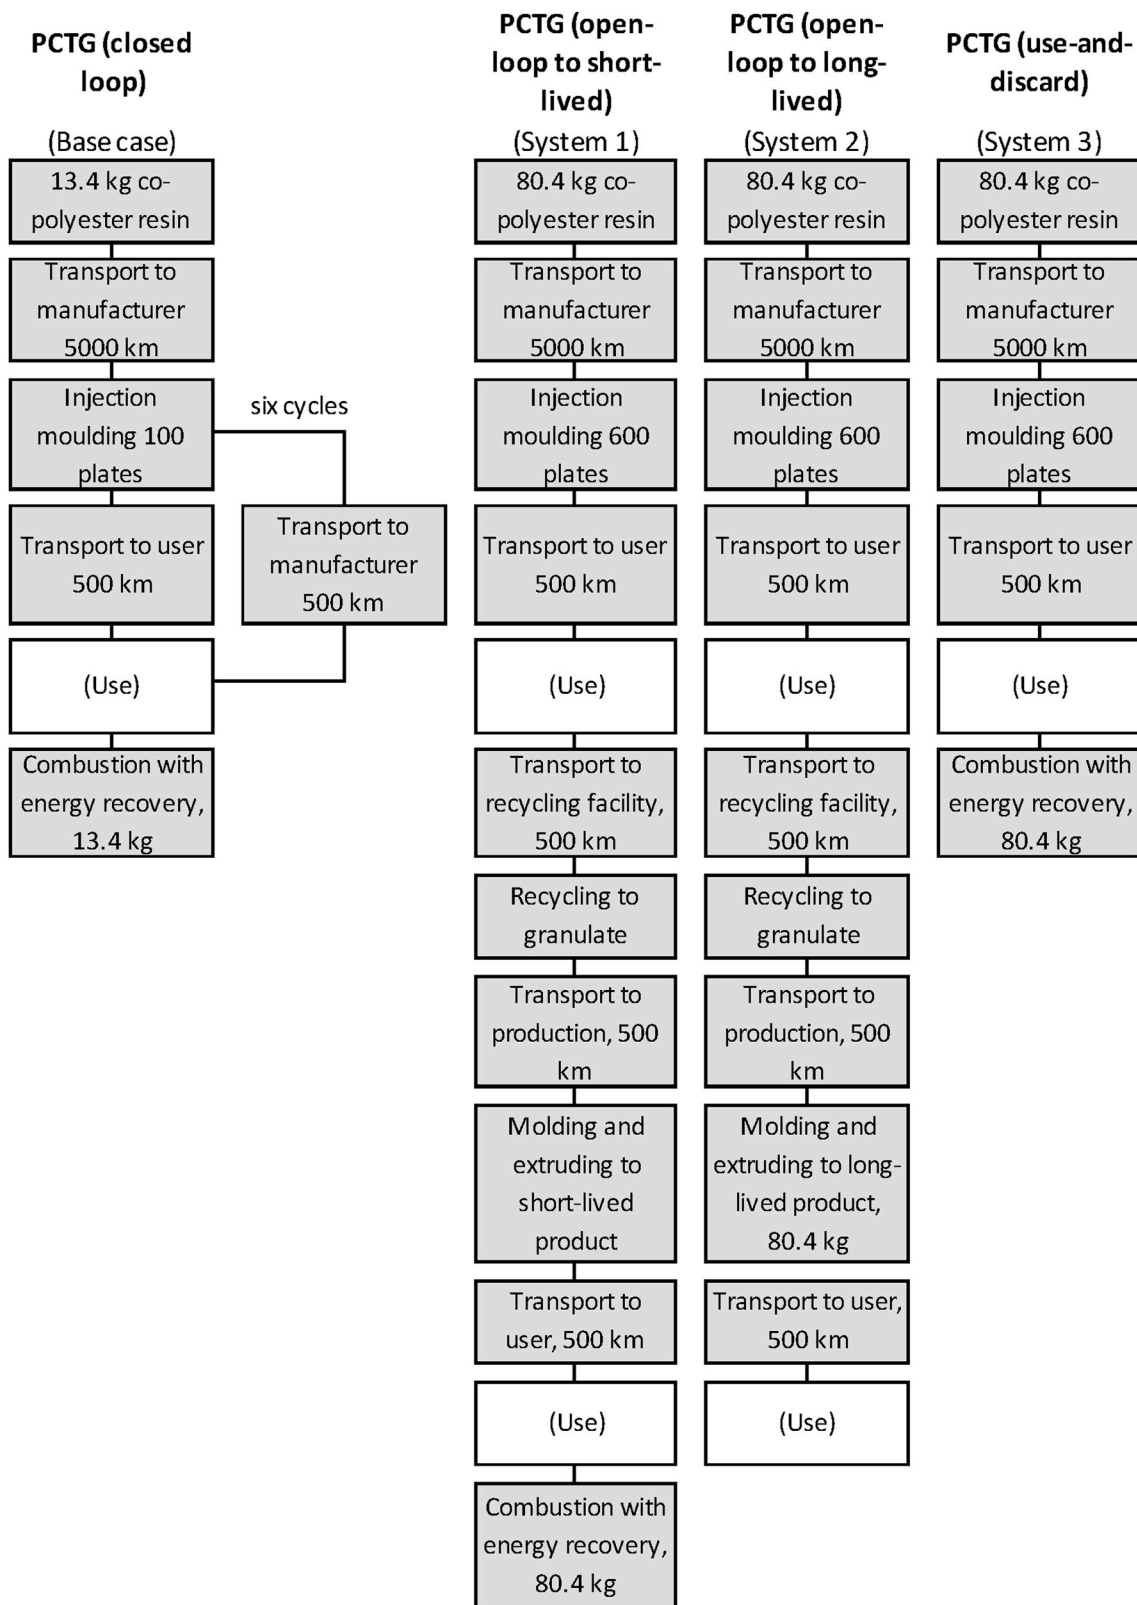 PCTG (closed
loop)
(Base case)
13.4 kg co-
polyester resin
Transport to
manufacturer
5000 km
Injection
moulding 100
plates
six cycles
Transport to
manufacturer
500 km
Transport to user
500 km
(Use)
Combustion with
energy recovery,
13.4 kg
PCTG (open-
loop to short-
lived)
(System 1)
80.4 kg co-
polyester resin
Transport to
manufacturer
5000 km
Injection
moulding 600
plates
Transport to user
500 km
(Use)
Transport to
recycling facility,
500 km
Recycling to
granulate
Transport to
production, 500
km
Molding and
extruding to
short-lived
product
Transport to
user, 500 km
(Use)
Combustion with
energy recovery,
80.4 kg
PCTG (open-
loop to long-
lived)
(System 2)
80.4 kg co-
polyester resin
Transport to
manufacturer
5000 km
Injection
moulding 600
plates
Transport to user
500 km
(Use)
Transport to
recycling facility,
500 km
Recycling to
granulate
Transport to
production, 500
km
Molding and
extruding to long-
lived product,
80.4 kg
Transport to user,
500 km
(Use)
PCTG (use-and-
discard)
(System 3)
80.4 kg co-
polyester resin
Transport to
manufacturer
5000 km
Injection
moulding 600
plates
Transport to user
500 km
(Use)
Combustion with
energy recovery,
80.4 kg